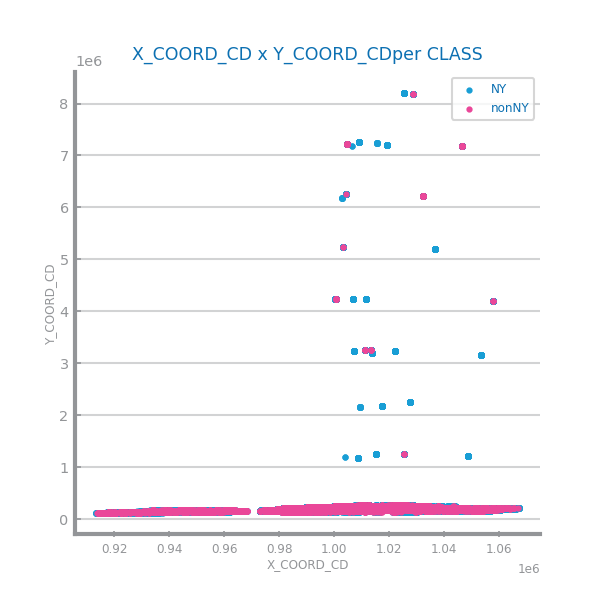 X_COORD_CD x Y_COORD_CDper CLASS
1e6
NY
nonNY
8
7
6
5
4
3
2
1
0
Y_COORD_CD
0.92 0.94 0.96 0.98 1.00 1.02 1.04 1.06
X_COORD_CD
1e6